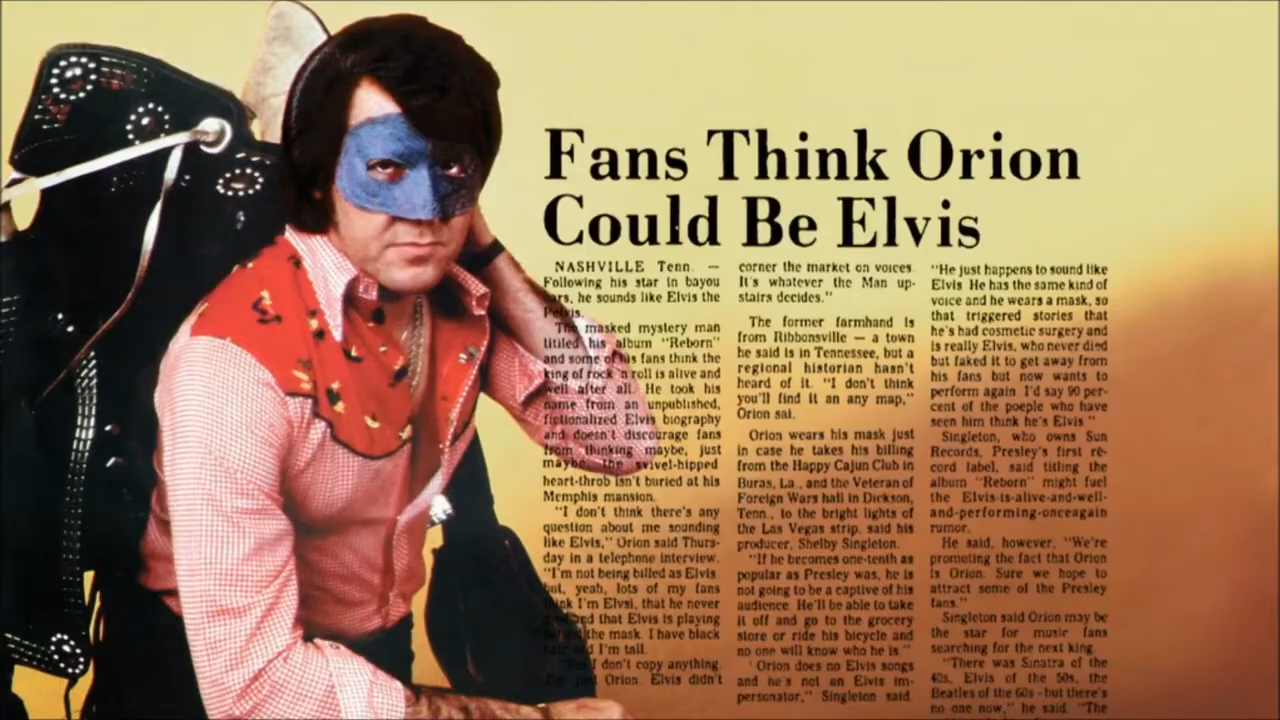 Fans Think Orion
Could Be Elvis
NASHVILLE Tenn. —
Following his star in bayou
ears, he sounds like Elvis the
Pelvis.
The masked mystery man
titiled his album "Reborn"
and some of his fans think the
king of rock 'n roll is alive and
well after all. He took his
name from an unpublished,
fictionalized Elvis biography
and doesn't discourage fans
from thinking maybe, just
maybe, the swivel-hipped
heart-throb isn't buried at his
Memphis mansion.
"I don't think there's any
question about me sounding
like Elvis," Orion said Thurs-
day in a telephone interview.
"I'm not being billed as Elvis
but, yeah, lots of my fans
think I'm Elvsi, that he never
died and that Elvis is playing
behind the mask. I have black
hair and I'm tall.
"But I don't copy anything.
I'm just Orion. Elvis didn't
corner the market on voices.
It's whatever the Man up-
stairs decides."
The former farmhand is
from Ribbonsville — a town
he said is in Tennessee, but a
regional historian hasn't
heard of it. "I don't think
you'll find it an any map,"
Orion sai.
Orion wears his mask just
in case he takes his billing
from the Happy Cajun Club in
Buras, La., and the Veteran of
Foreign Wars hall in Dickson,
Tenn., to the bright lights of
the Las Vegas strip, said his
producer, Shelby Singleton.
"If he becomes one-tenth as
popular as Presley was, he is
not going to be a captive of his
audience. He'll be able to take
it off and go to the grocery
store or ride his bicycle and
no one will know who he is."
'Orion does no Elvis songs
and he's not an Elvis im-
personator," Singleton said.
"He just happens to sound like
Elvis. He has the same kind of
voice and he wears a mask, so
that triggered stories that
he's had cosmetic surgery and
is really Elvis, who never died
but faked it to get away from
his fans but now wants to
perform again. I'd say 90 per-
cent of the poeple who have
seen him think he's Elvis."
Singleton, who owns Sun
Records, Presley's first re-
cord label, said titling the
album "Reborn" might fuel
the Elvis-is-alive-and-well-
and-performing-onceagain
rumor.
He said, however, "We're
promoting the fact that Orion
is Orion. Sure we hope to
attract some of the Presley
fans."
Singleton said Orion may be
the star for music fans
searching for the next king.
"There was Sinatra of the
40s, Elvis of the 50s, the
Beatles of the 60s - but there's
no one now," he said. "The